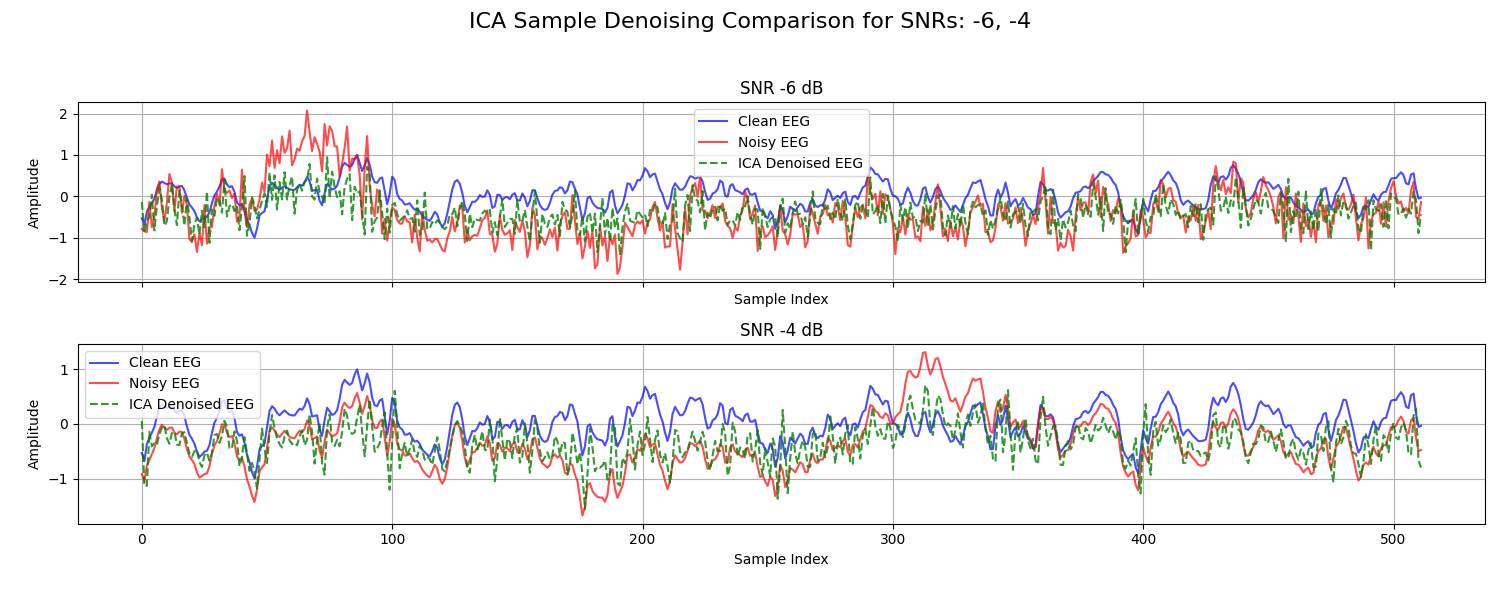 ICA Sample Denoising Comparison for SNRs: -6, -4
SNR -6 dB
Amplitude
2
1
0
−1
−2
Clean EEG
Noisy EEG
ICA Denoised EEG
Sample Index
SNR -4 dB
Amplitude
1
0
−1
Clean EEG
Noisy EEG
ICA Denoised EEG
0 100 200 300 400 500
Sample Index